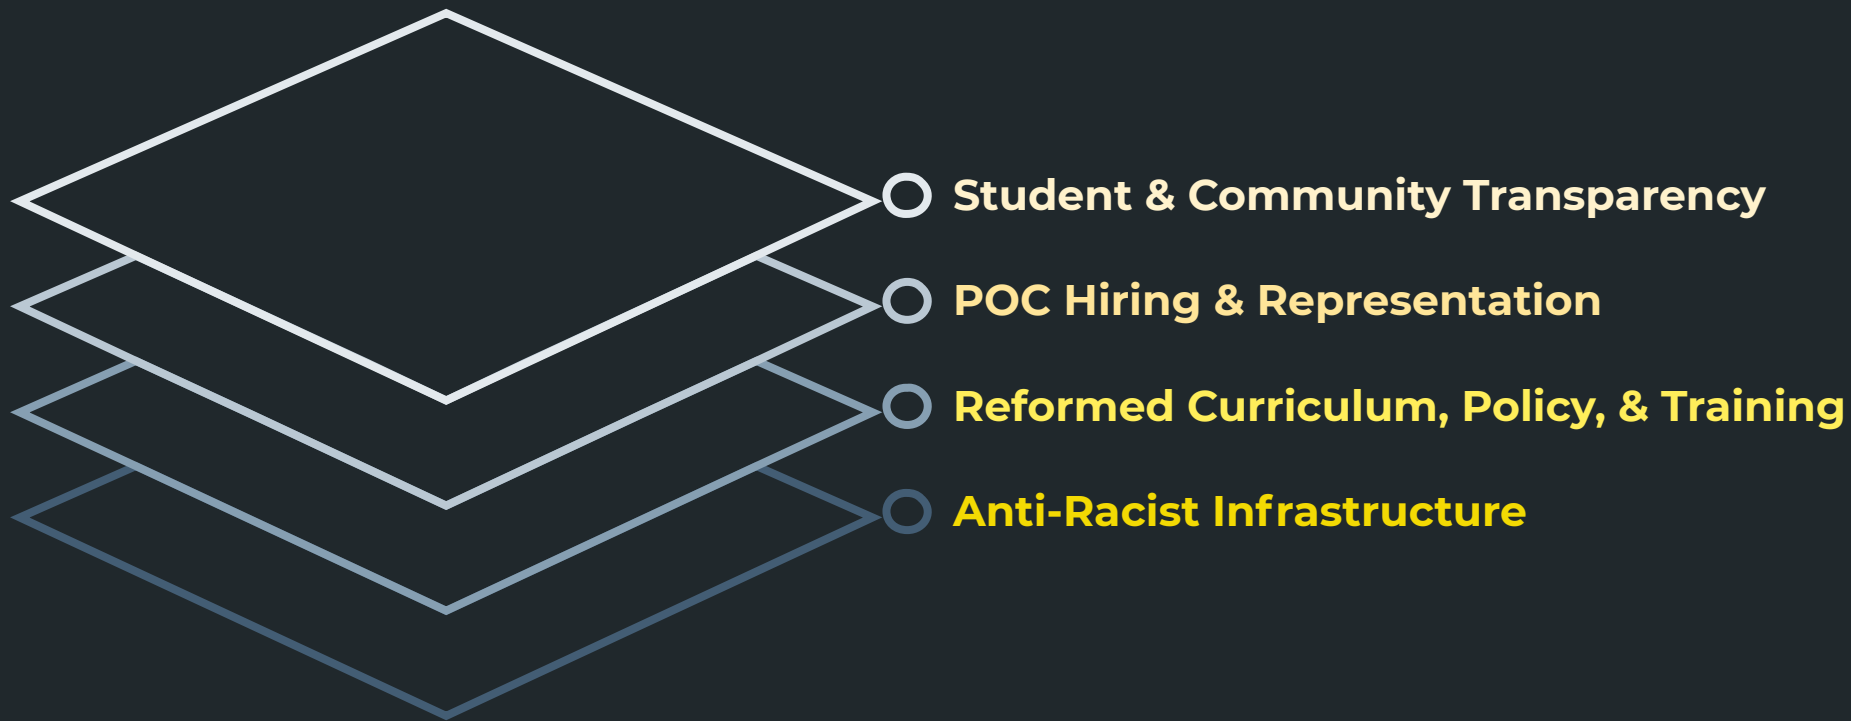 Student & Community Transparency
POC Hiring & Representation
Reformed Curriculum, Policy, & Training
Anti-Racist Infrastructure